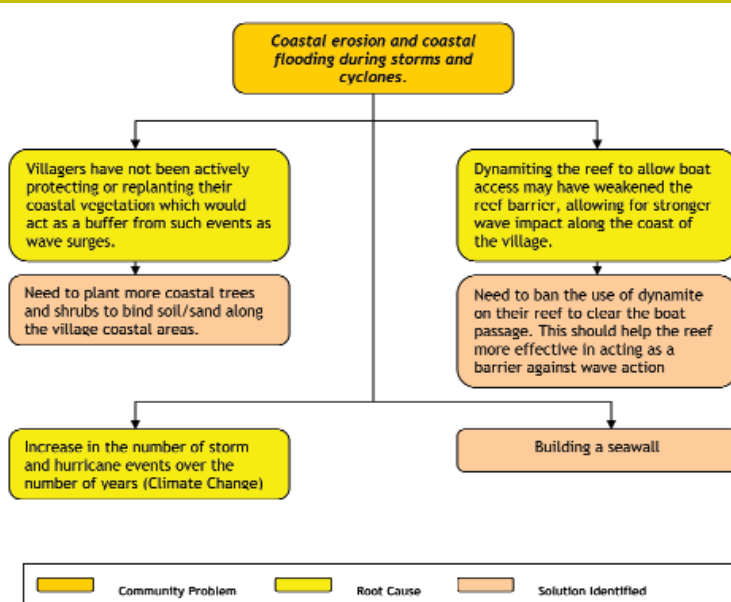 Coastal erosion and coastal
flooding during storms and
cyclones.
Villagers have not been actively
protecting or replanting their
coastal vegetation which would
act as a buffer from such events as
wave surges.
Dynamiting the reef to allow boat
access may have weakened the
reef barrier, allowing for stronger
wave impact along the coast of
the village.
Need to plant more coastal trees
and shrubs to bind soil/sand along
the village coastal areas.
Need to ban the use of dynamite
on their reef to clear the boat
passage. This should help the reef
more effective in acting as a
barrier against wave action
Increase in the number of storm
and hurricane events over the
number of years (Climate Change)
Building a seawall
Community Problem
Root Cause
Solution Identified